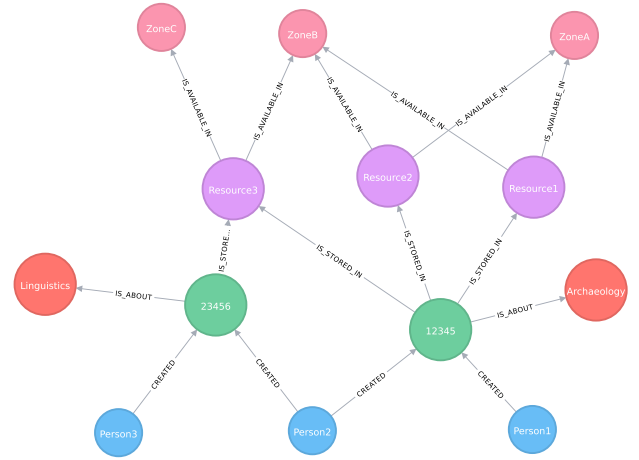 ZoneC
ZoneB
ZoneA
IS_AVAILABLE_IN
IS_AVAILABLE_IN
IS_AVAILABLE_IN
IS_AVAILABLE_IN
IS_AVAILABLE_IN
IS_AVAILABLE_IN
Resource3
Resource2
Resource1
IS_STORE...
IS_STORED_IN
IS_STORED_IN
IS_STORED_IN
Linguistics
IS_ABOUT
23456
12345
IS_ABOUT
Archaeology
CREATED
CREATED
CREATED
CREATED
Person3
Person2
Person1